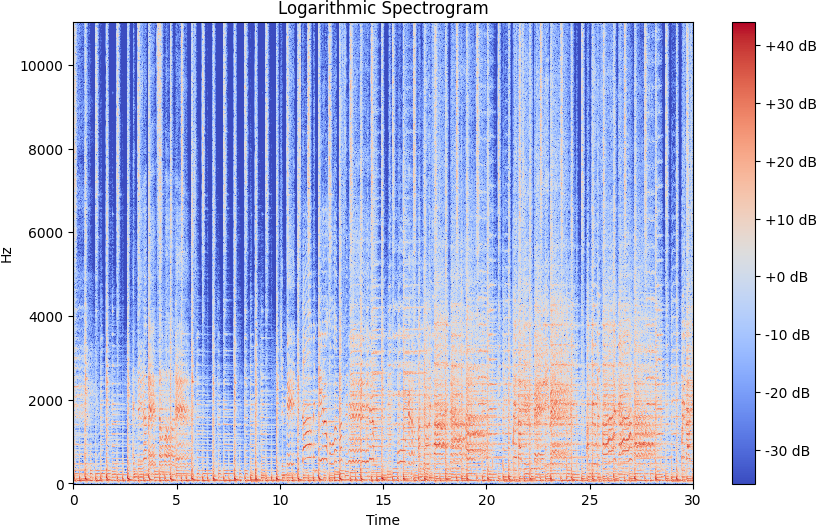 Logarithmic Spectrogram
Hz
10000
8000
6000
4000
2000
0
0 5 10 15 20 25 30
Time
+40 dB
+30 dB
+20 dB
+10 dB
+0 dB
-10 dB
-20 dB
-30 dB